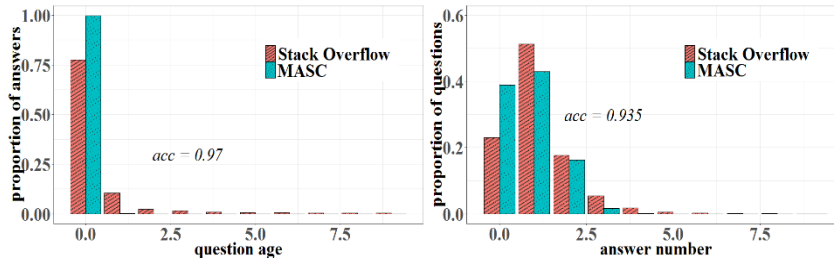 proportion of answers
1.00
0.75
0.50
0.25
0.00
Stack Overflow
MASC
acc = 0.97
0.0 2.5 5.0 7.5
question age
proportion of questions
0.6
0.4
0.2
0.0
Stack Overflow
MASC
acc = 0.935
0.0 2.5 5.0 7.5
answer number